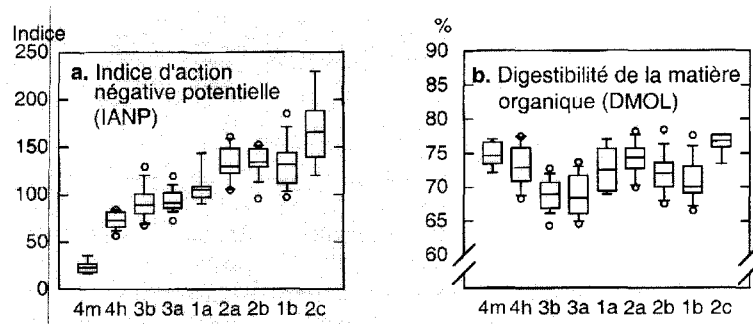 Indice
250
200
150
100
50
0
a. Indice d'action
négative potentielle
(IANP)
4m 4h 3b 3a 1a 2a 2b 1b 2c
%
90
85
80
75
70
65
60
b. Digestibilité de la matière
organique (DMOL)
4m 4h 3b 3a 1a 2a 2b 1b 2c